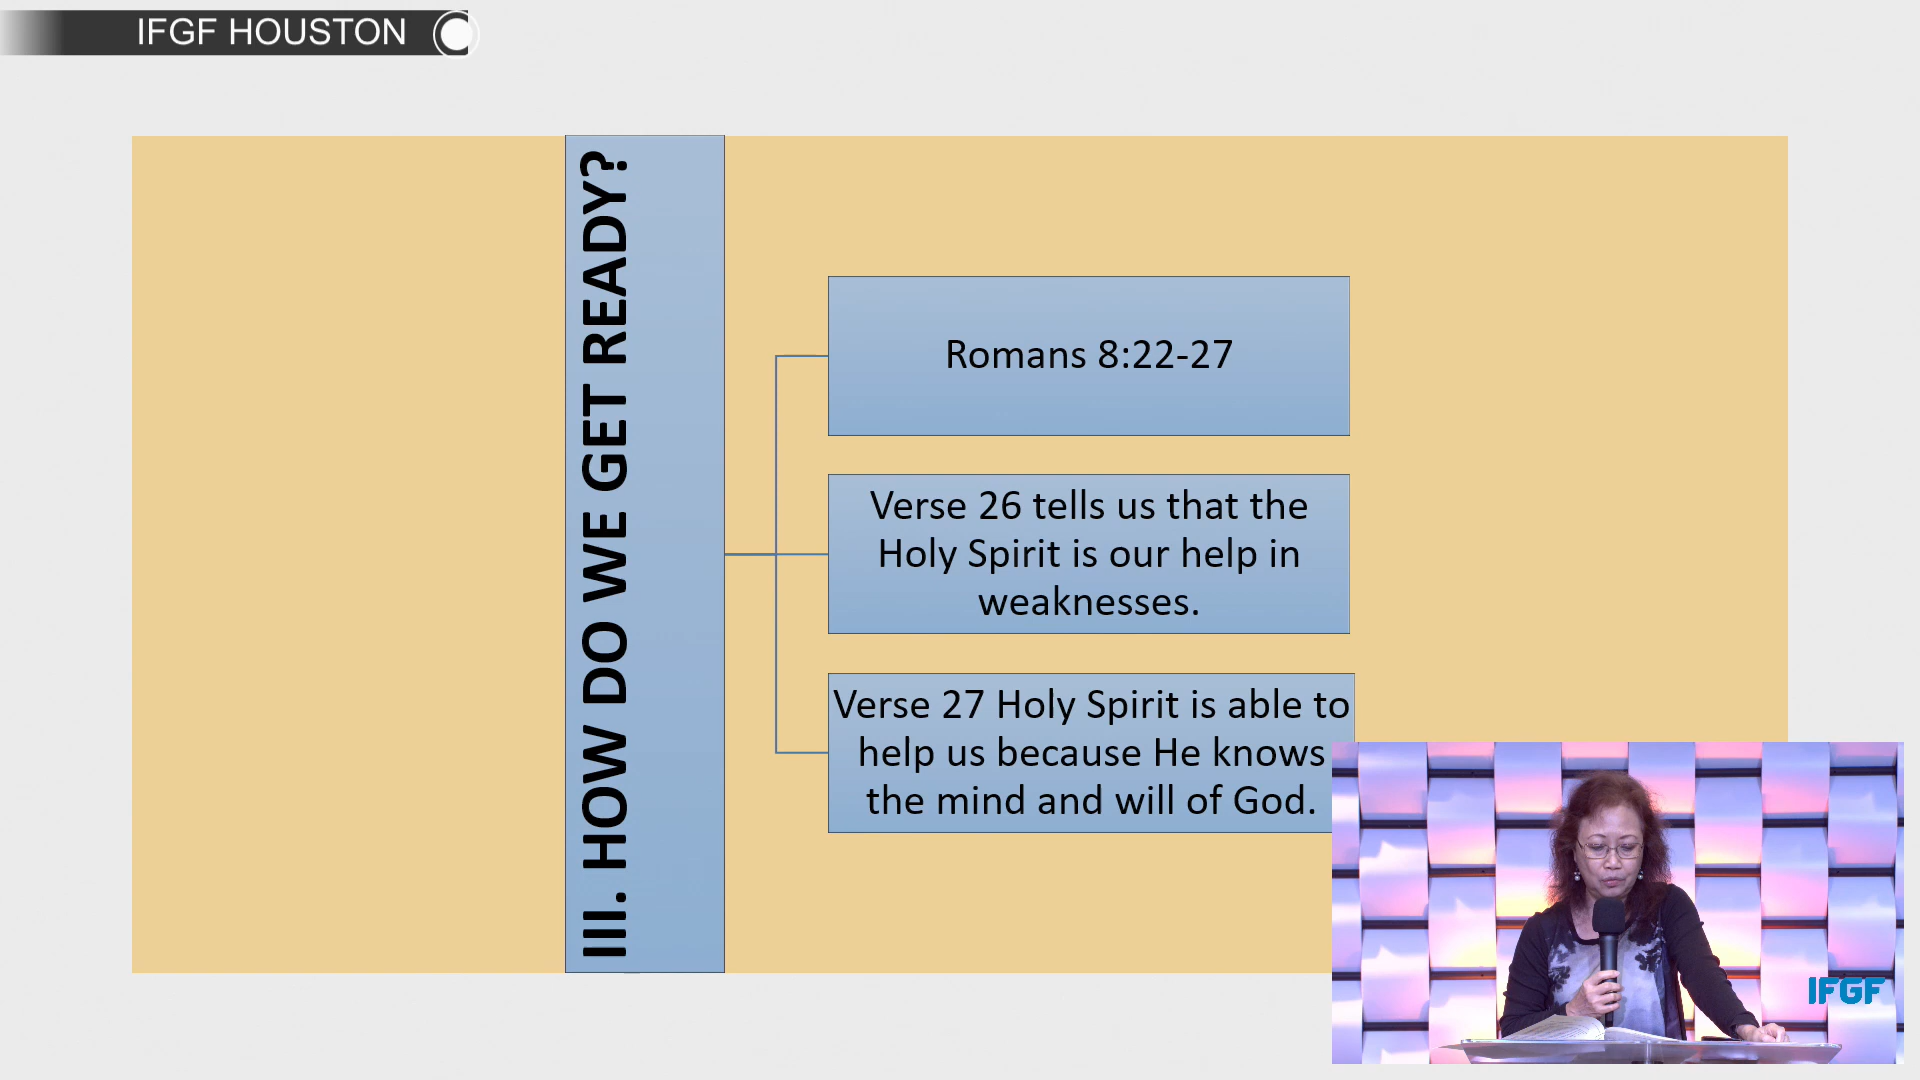 IFGF HOUSTON
III. HOW DO WE GET READY?
Romans 8:22-27
Verse 26 tells us that the
Holy Spirit is our help in
weaknesses.
Verse 27 Holy Spirit is able to
help us because He knows
the mind and will of God.
IFGF